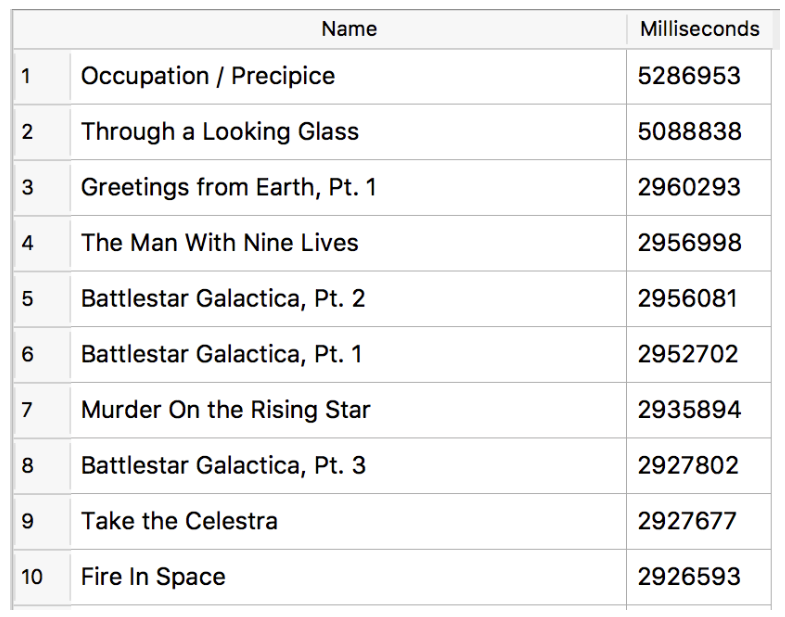 Name Milliseconds
1 Occupation / Precipice 5286953
2 Through a Looking Glass 5088838
3 Greetings from Earth, Pt. 1 2960293
4 The Man With Nine Lives 2956998
5 Battlestar Galactica, Pt. 2 2956081
6 Battlestar Galactica, Pt. 1 2952702
7 Murder On the Rising Star 2935894
8 Battlestar Galactica, Pt. 3 2927802
9 Take the Celestra 2927677
10 Fire In Space 2926593